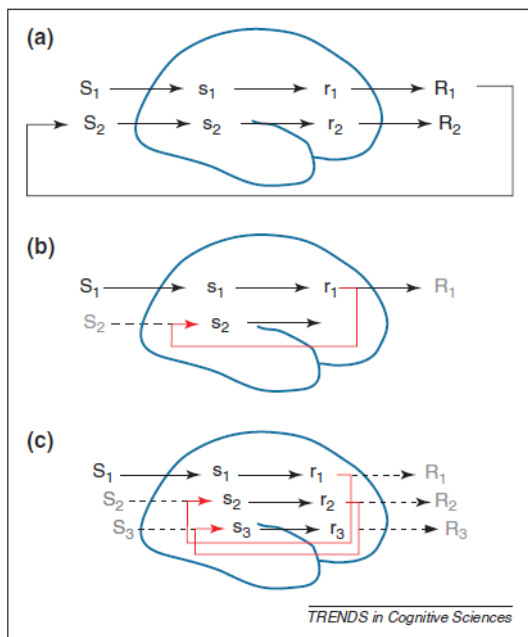 (a)
S₁ s₁ r₁ R₁
S₂ s₂ r₂ R₂
(b)
S₁ s₁ r₁ R₁
S₂ s₂
(c)
S₁ s₁ r₁ R₁
S₂ s₂ r₂ R₂
S₃ s₃ r₃ R₃
TRENDS in Cognitive Sciences